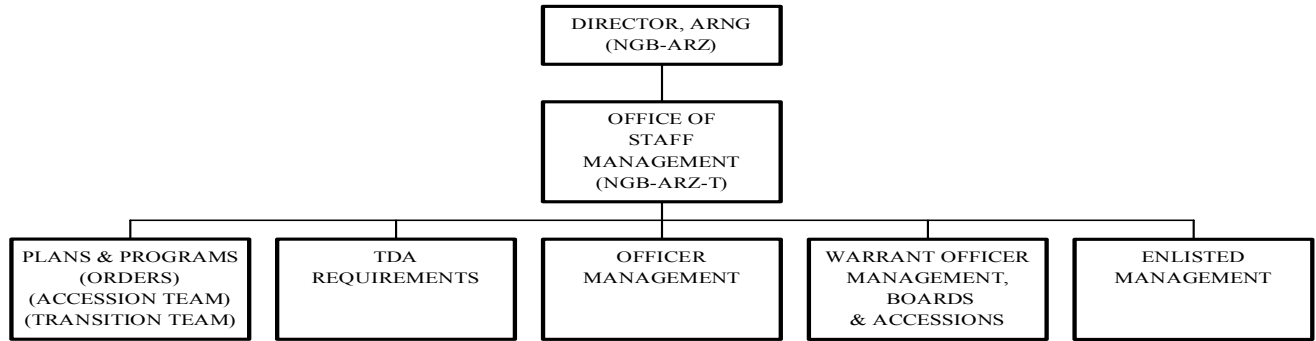 DIRECTOR, ARNG
(NGB-ARZ)
OFFICE OF
STAFF
MANAGEMENT
(NGB-ARZ-T)
PLANS & PROGRAMS
(ORDERS)
(ACCESSION TEAM)
(TRANSITION TEAM)
TDA
REQUIREMENTS
OFFICER
MANAGEMENT
WARRANT OFFICER
MANAGEMENT,
BOARDS
& ACCESSIONS
ENLISTED
MANAGEMENT